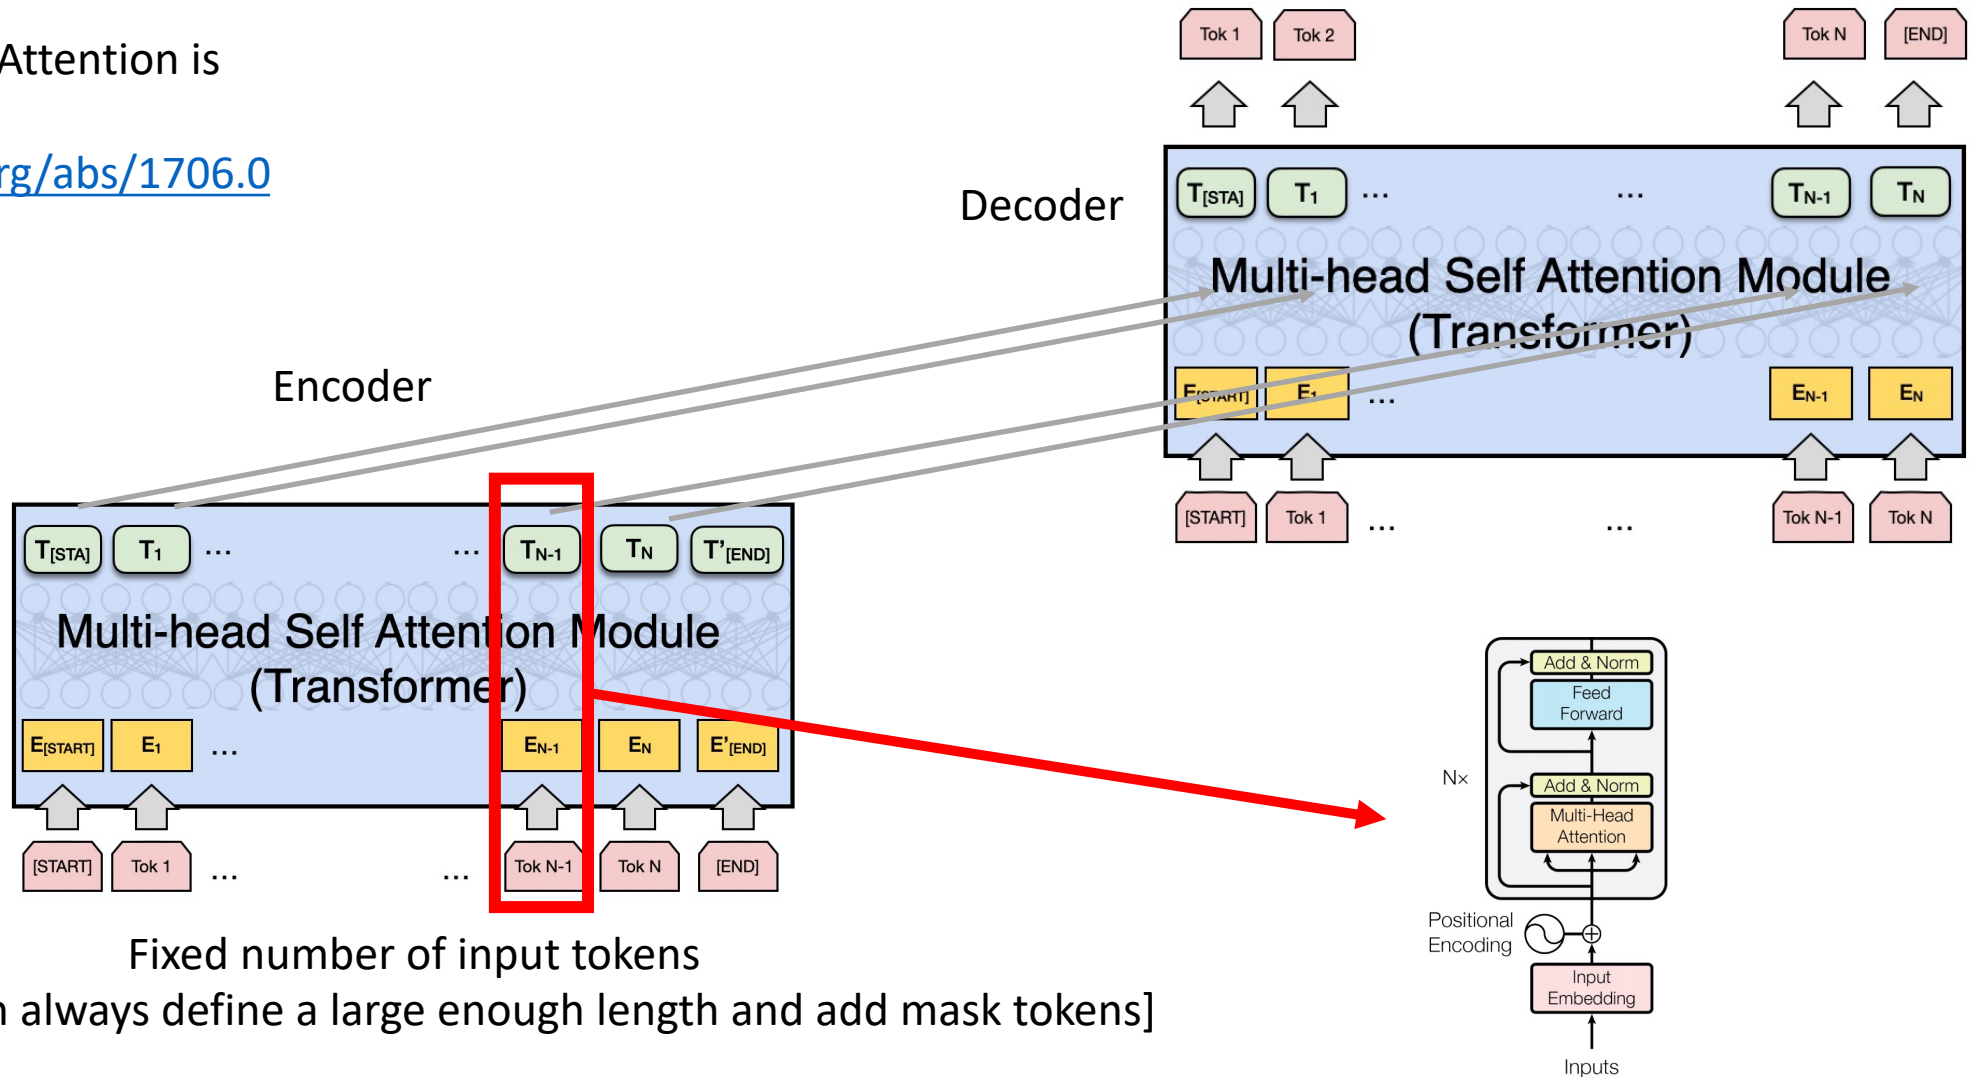 Attention is
rg/abs/1706.0
Tok 1 Tok 2 Tok N [END]
Decoder
T[STA] T1 ... ... TN-1 TN
Multi-head Self Attention Module
(Transformer)
E[START] E1 ... EN-1 EN
[START] Tok 1 ... ... Tok N-1 Tok N
Encoder
T[STA] T1 ... ... TN-1 TN T'[END]
Multi-head Self Attention Module
(Transformer)
E[START] E1 ... EN-1 EN E'[END]
[START] Tok 1 ... ... Tok N-1 Tok N [END]
Fixed number of input tokens
n always define a large enough length and add mask tokens]
Add & Norm
Feed
Forward
N×
Add & Norm
Multi-Head
Attention
Positional
Encoding
Input
Embedding
Inputs